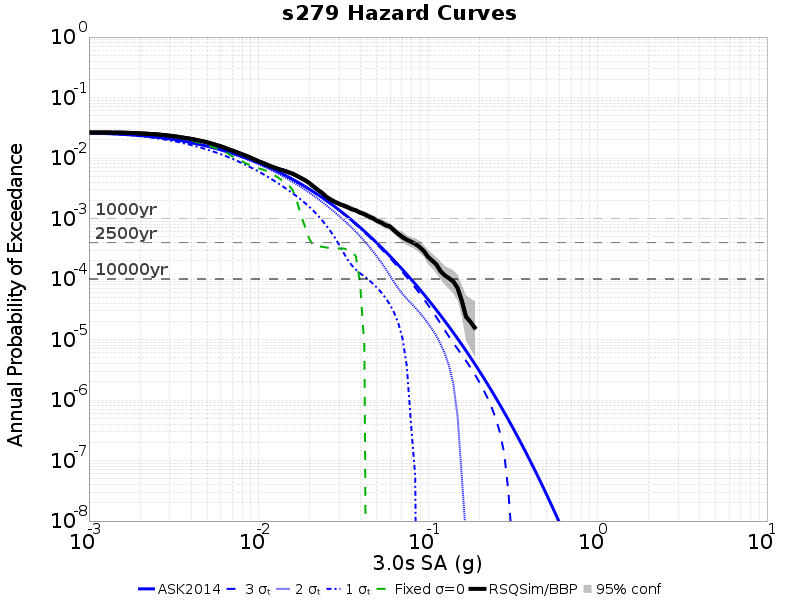 s279 Hazard Curves
Annual Probability of Exceedance
10^0
10^-1
10^-2
10^-3
10^-4
10^-5
10^-6
10^-7
10^-8
1000yr
2500yr
10000yr
10^-3 10^-2 10^-1 10^0 10^1
3.0s SA (g)
ASK2014 3 σₜ 2 σₜ 1 σₜ Fixed σ=0 RSQSim/BBP 95% conf